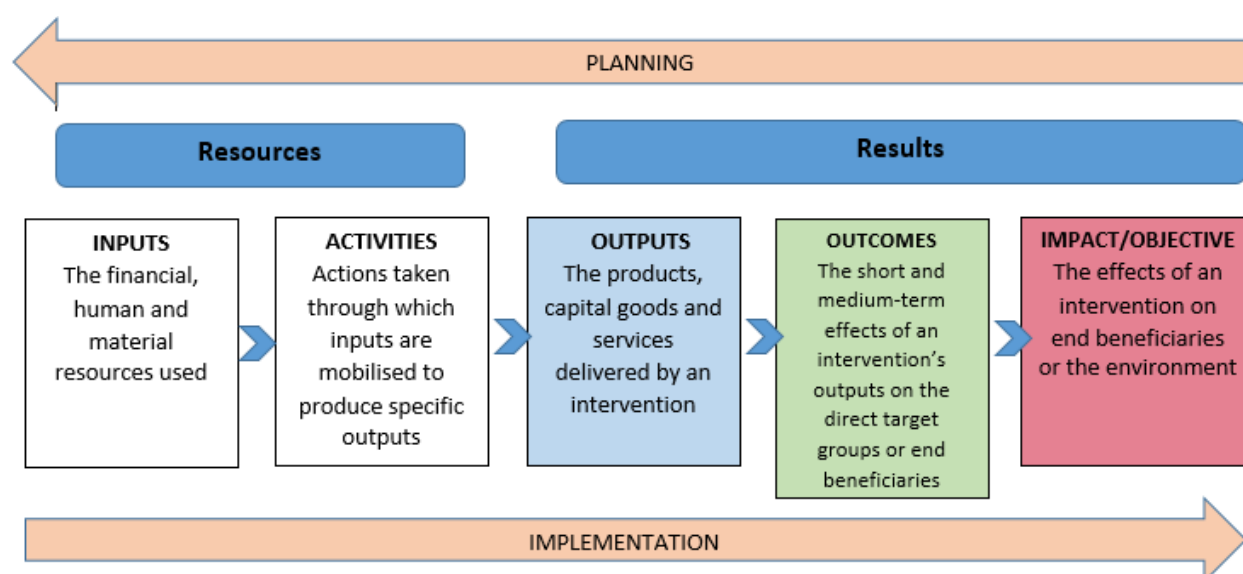 PLANNING
Resources
Results
INPUTS
The financial,
human and
material
resources used
ACTIVITIES
Actions taken
through which
inputs are
mobilised to
produce specific
outputs
OUTPUTS
The products,
capital goods and
services
delivered by an
intervention
OUTCOMES
The short and
medium-term
effects of an
intervention’s
outputs on the
direct target
groups or end
beneficiaries
IMPACT/OBJECTIVE
The effects of an
intervention on
end beneficiaries
or the environment
IMPLEMENTATION